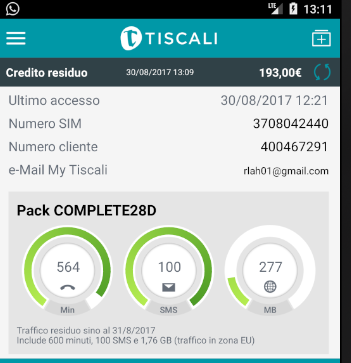 LTE 13:11
TISCALI
Credito residuo 30/08/2017 13:09 193,00€
Ultimo accesso 30/08/2017 12:21
Numero SIM 3708042440
Numero cliente 400467291
e-Mail My Tiscali rlah01@gmail.com
Pack COMPLETE28D
564 100 277
Min SMS MB
Traffico residuo sino al 31/8/2017
Include 600 minuti, 100 SMS e 1,76 GB (traffico in zona EU)